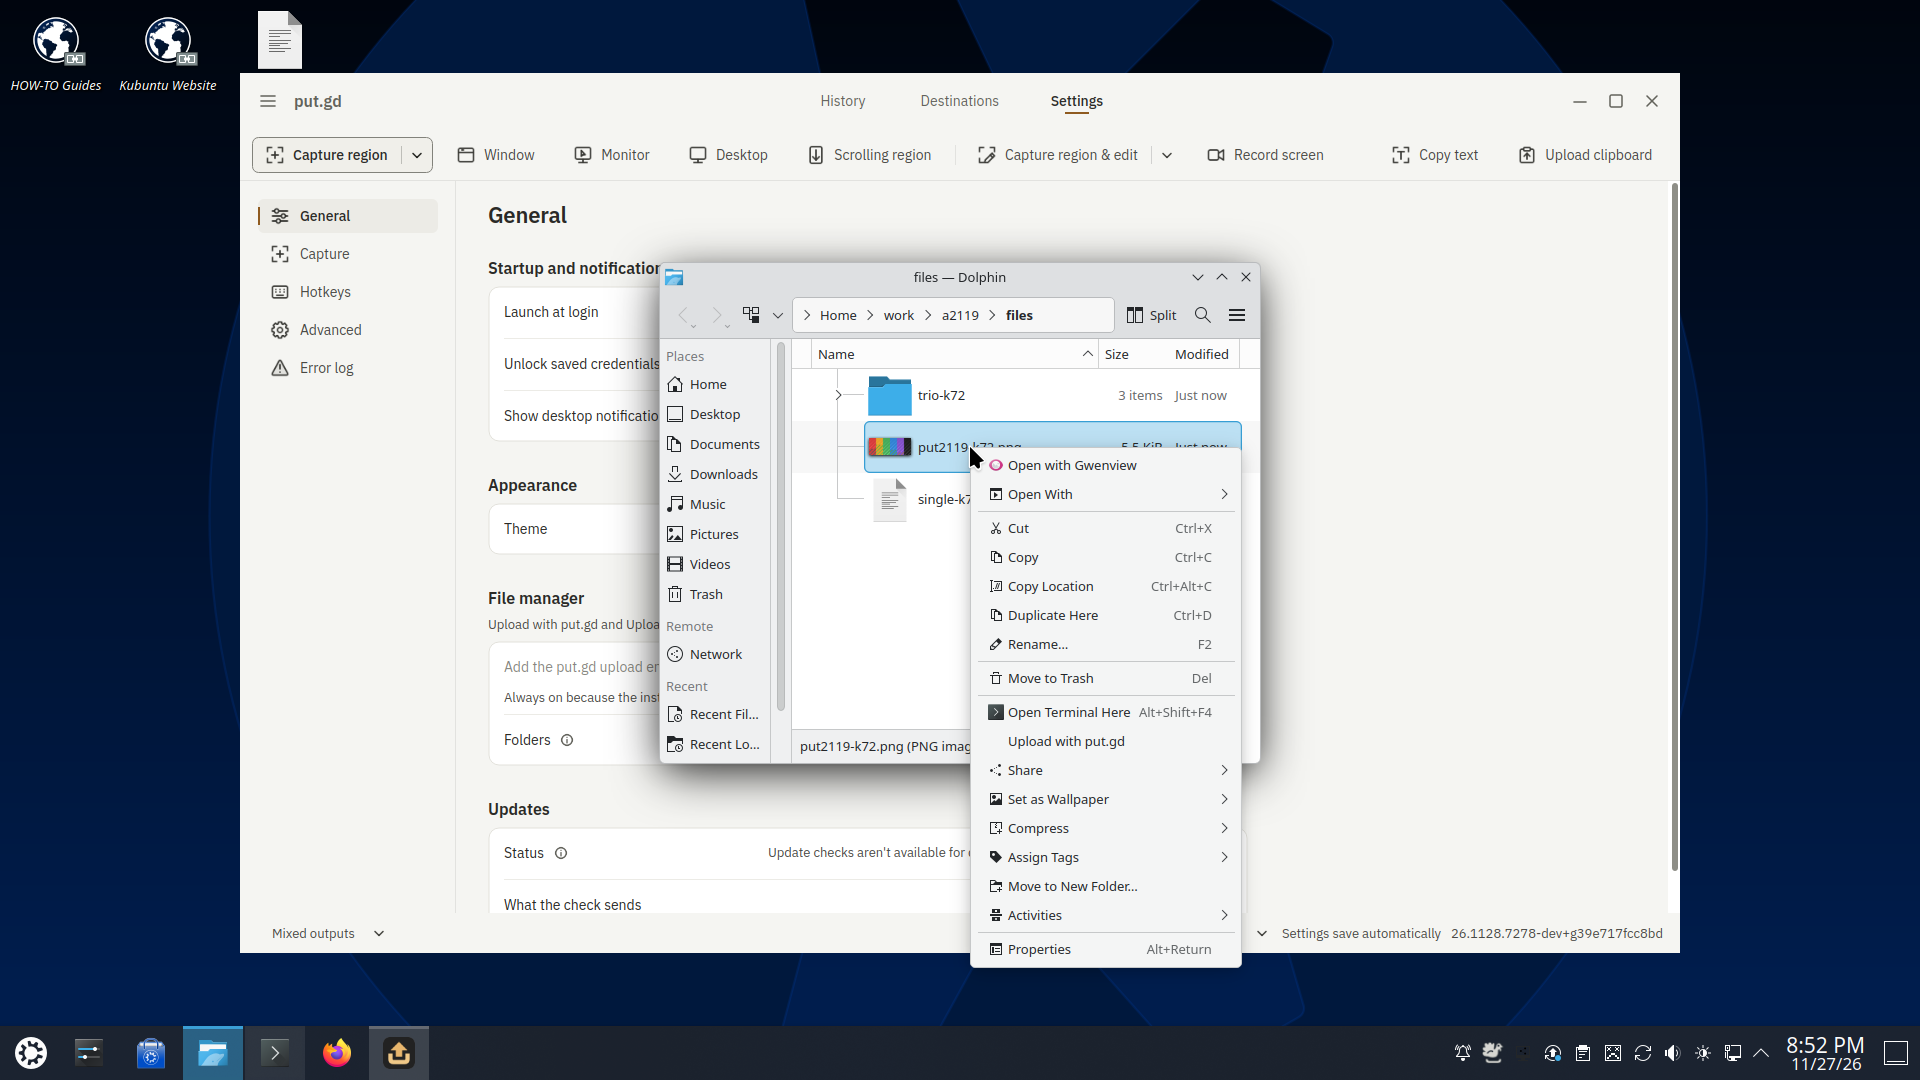 HOW-TO Guides
Kubuntu Website
put.gd
History
Destinations
Settings
Capture region
Window
Monitor
Desktop
Scrolling region
Capture region & edit
Record screen
Copy text
Upload clipboard
General
Capture
Hotkeys
Advanced
Error log
General
Startup and notification
Launch at login
Unlock saved credentials
Show desktop notificatio
Appearance
Theme
File manager
Upload with put.gd and Uploa
Add the put.gd upload en
Always on because the inst
Folders
Updates
Status
Update checks aren't available for
What the check sends
files — Dolphin
Home
work
a2119
files
Split
Places
Home
Desktop
Documents
Downloads
Music
Pictures
Videos
Trash
Remote
Network
Recent
Recent Fil...
Recent Lo...
Name
Size
Modified
trio-k72
3 items
Just now
put2119-k72.png
5.5 KiB
Just now
single-k7
put2119-k72.png (PNG imag
Open with Gwenview
Open With
Cut
Ctrl+X
Copy
Ctrl+C
Copy Location
Ctrl+Alt+C
Duplicate Here
Ctrl+D
Rename...
F2
Move to Trash
Del
Open Terminal Here
Alt+Shift+F4
Upload with put.gd
Share
Set as Wallpaper
Compress
Assign Tags
Move to New Folder...
Activities
Properties
Alt+Return
Mixed outputs
Settings save automatically
26.1128.7278-dev+g39e717fcc8bd
8:52 PM
11/27/26